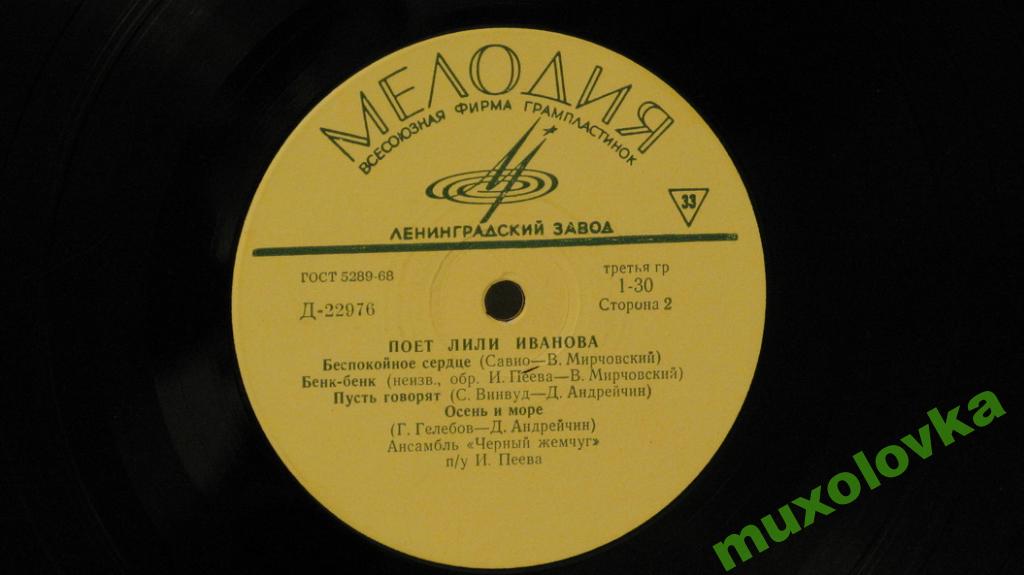 МЕЛОДИЯ
ВСЕСОЮЗНАЯ ФИРМА ГРАМПЛАСТИНОК
33
ЛЕНИНГРАДСКИЙ ЗАВОД
ГОСТ 5289-68
третья гр
Д-22976
1-30
Сторона 2
ПОЕТ ЛИЛИ ИВАНОВА
Беспокойное сердце (Савио—В. Мирчовский)
Бенк-бенк (неизв., обр. И. Пеева—В. Мирчовский)
Пусть говорят (С. Винвуд—Д. Андрейчин)
Осень и море
(Г. Гелебов—Д. Андрейчин)
Ансамбль «Черный жемчуг»
п/у И. Пеева
muxolovka